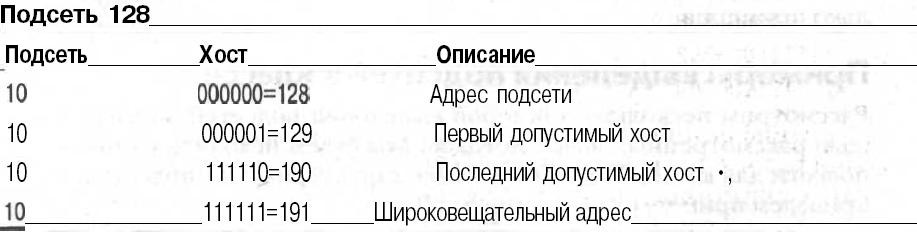 Подсеть 128
Подсеть Хост Описание
10 000000=128 Адрес подсети
10 000001=129 Первый допустимый хост
10 111110=190 Последний допустимый хост •,
10 111111=191 Широковещательный адрес